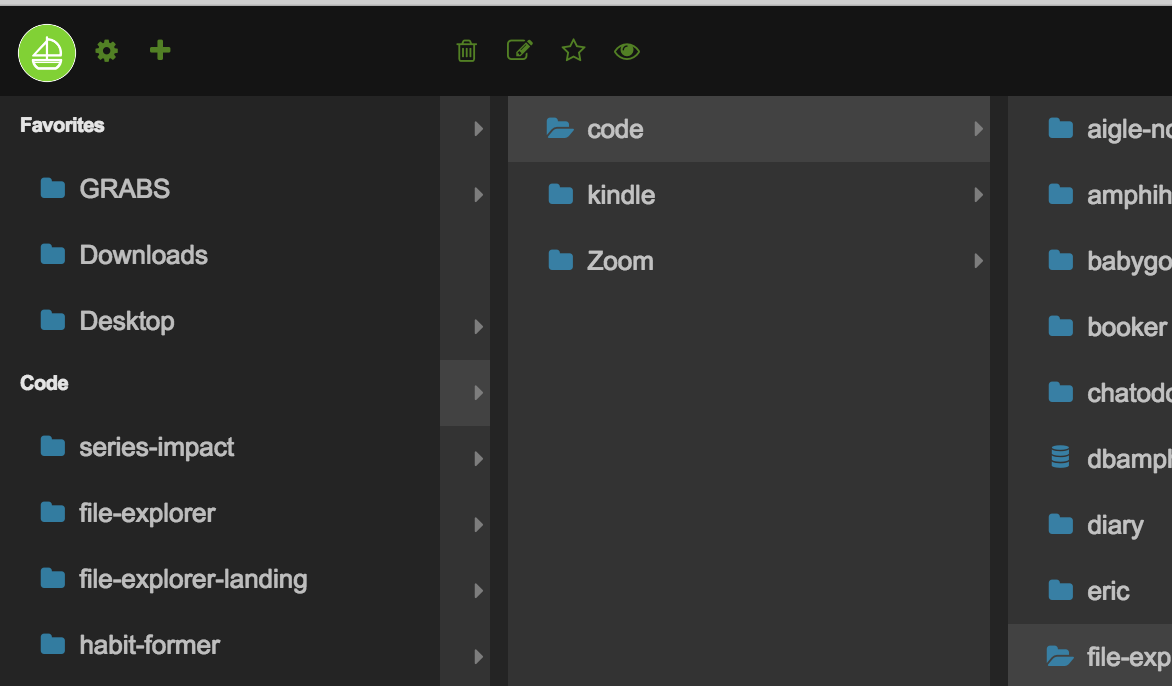 Favorites
GRABS
Downloads
Desktop
Code
series-impact
file-explorer
file-explorer-landing
habit-former
code
kindle
Zoom
aigle-no
amphih
babygo
booker
chatodo
dbamph
diary
eric
file-exp